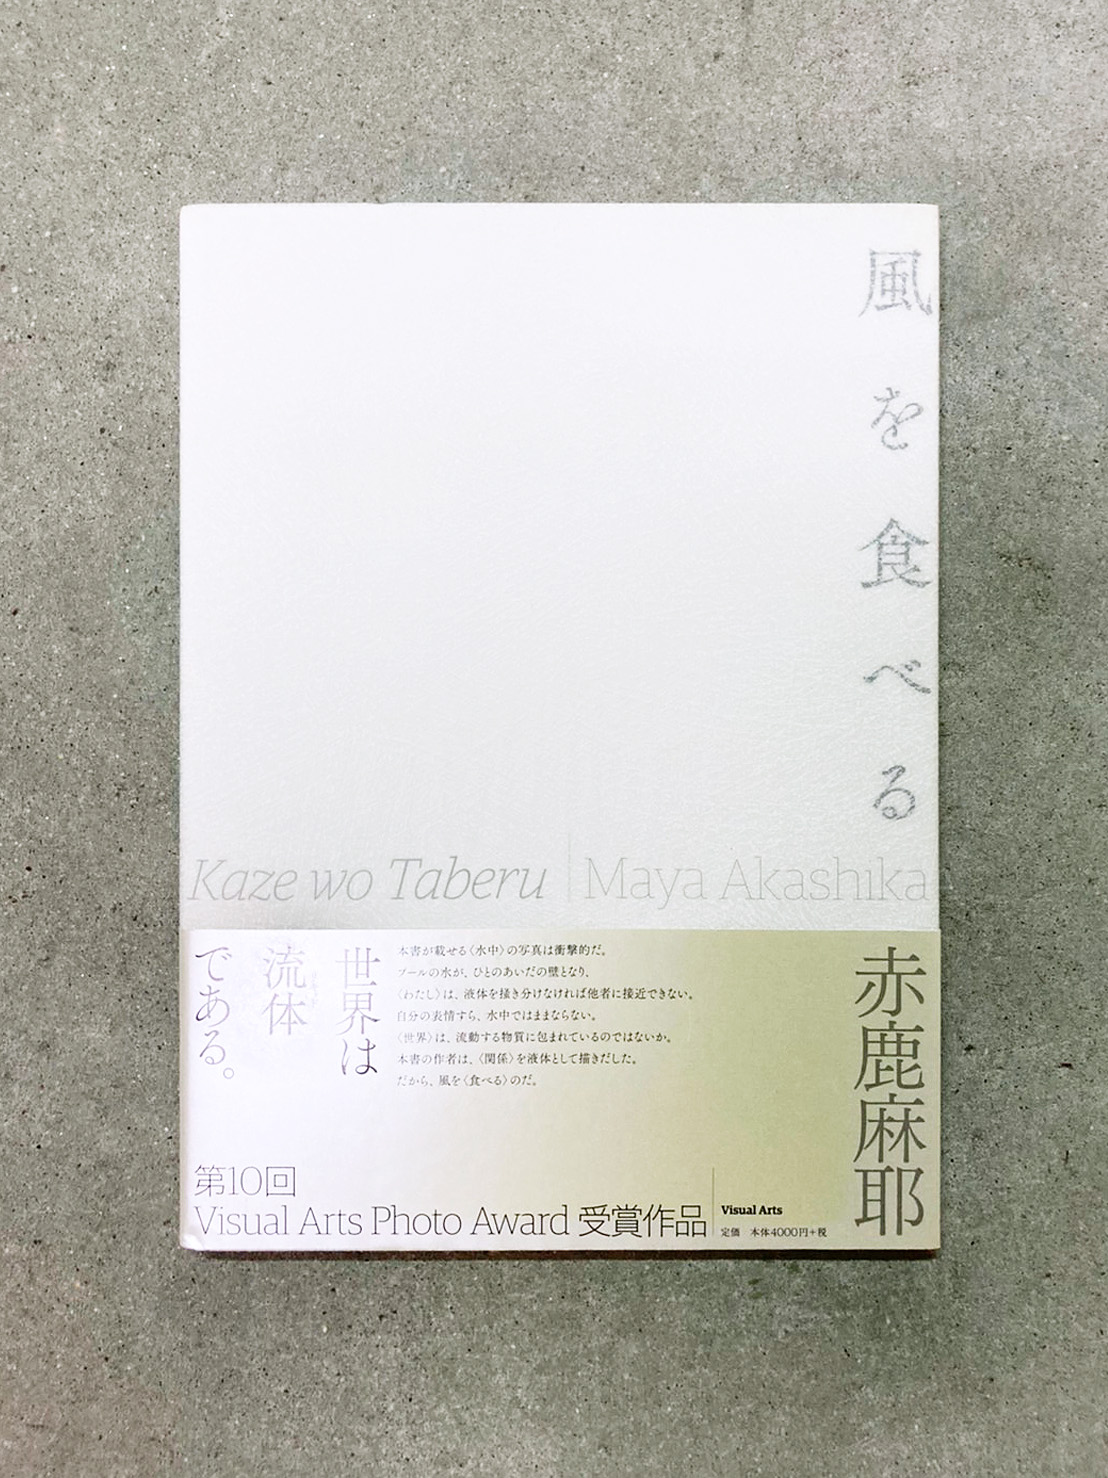 風を食べる
Kaze wo Taberu | Maya Akashika
赤鹿麻耶
世界は
流体
である。
本書が載せる〈水中〉の写真は衝撃的だ。
プールの水が、ひとのあいだの壁となり、
〈わたし〉は、液体を掻き分けなければ他者に接近できない。
自分の表情すら、水中ではままならない。
〈世界〉は、流動する物質に包まれているのではないか。
本書の作者は、〈関係〉を液体として描きだした。
だから、風を〈食べる〉のだ。
第10回
Visual Arts Photo Award 受賞作品
Visual Arts
定価 本体4000円+税